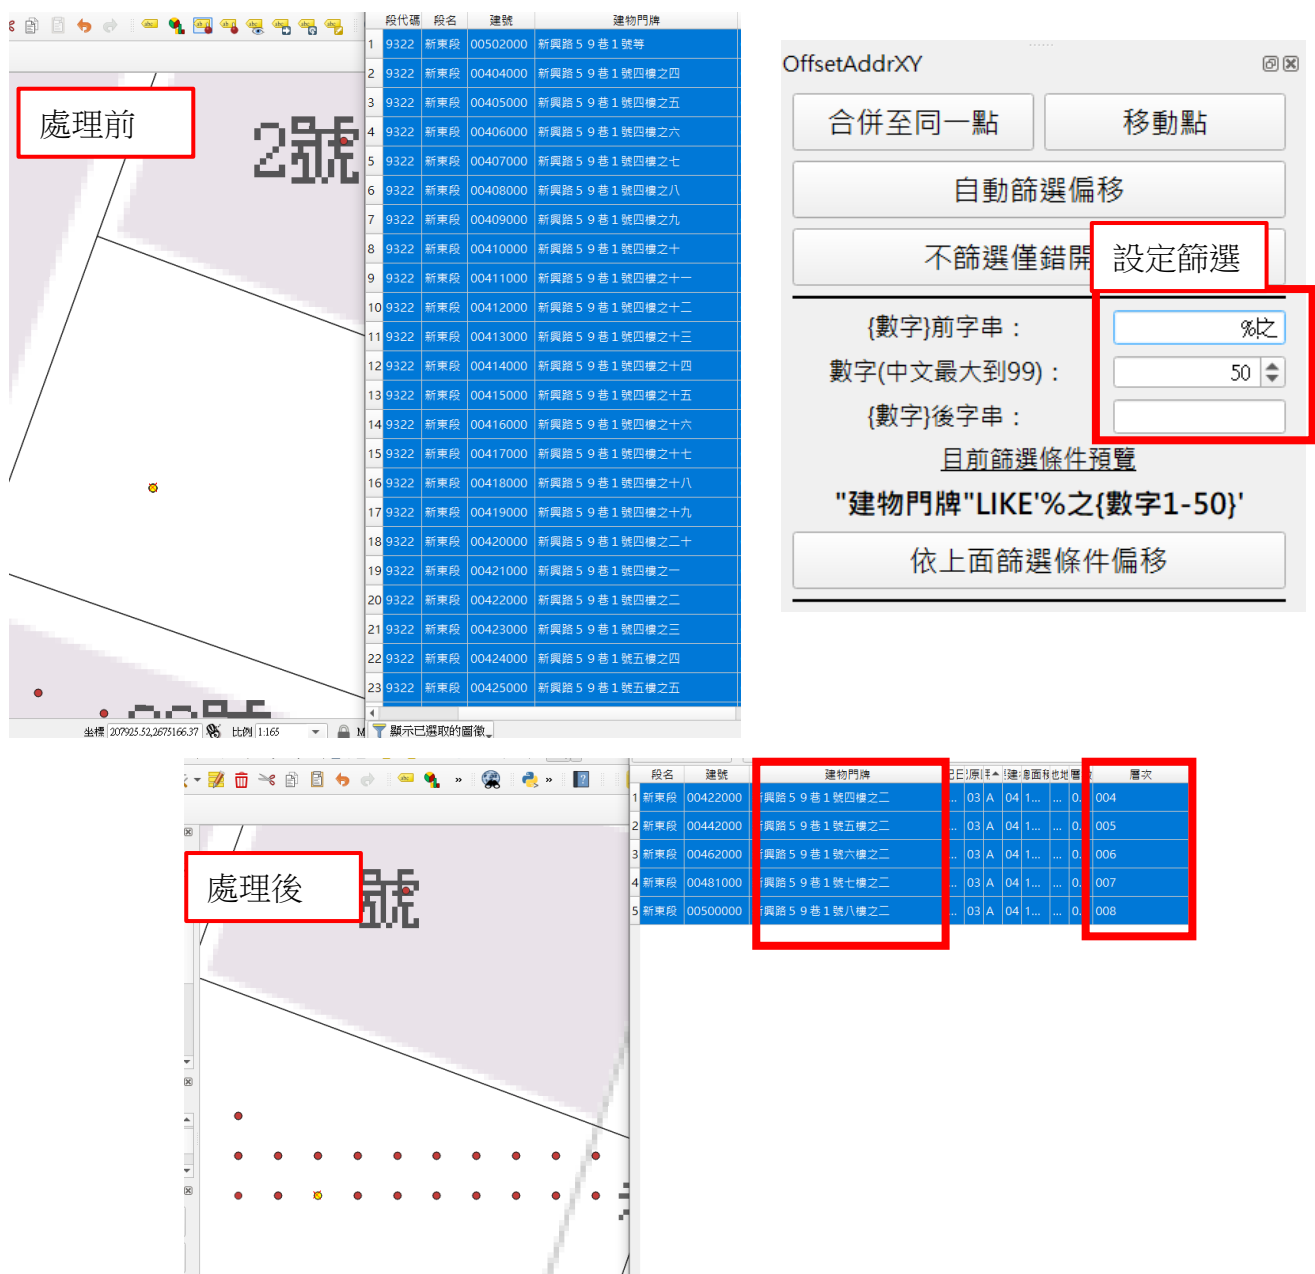 段代碼 段名 建號 建物門牌
1 9322 新東段 00502000 新興路５９巷１號等
2 9322 新東段 00404000 新興路５９巷１號四樓之四
3 9322 新東段 00405000 新興路５９巷１號四樓之五
4 9322 新東段 00406000 新興路５９巷１號四樓之六
5 9322 新東段 00407000 新興路５９巷１號四樓之七
6 9322 新東段 00408000 新興路５９巷１號四樓之八
7 9322 新東段 00409000 新興路５９巷１號四樓之九
8 9322 新東段 00410000 新興路５９巷１號四樓之十
9 9322 新東段 00411000 新興路５９巷１號四樓之十一
10 9322 新東段 00412000 新興路５９巷１號四樓之十二
11 9322 新東段 00413000 新興路５９巷１號四樓之十三
12 9322 新東段 00414000 新興路５９巷１號四樓之十四
13 9322 新東段 00415000 新興路５９巷１號四樓之十五
14 9322 新東段 00416000 新興路５９巷１號四樓之十六
15 9322 新東段 00417000 新興路５９巷１號四樓之十七
16 9322 新東段 00418000 新興路５９巷１號四樓之十八
17 9322 新東段 00419000 新興路５９巷１號四樓之十九
18 9322 新東段 00420000 新興路５９巷１號四樓之二十
19 9322 新東段 00421000 新興路５９巷１號四樓之一
20 9322 新東段 00422000 新興路５９巷１號四樓之二
21 9322 新東段 00423000 新興路５９巷１號四樓之三
22 9322 新東段 00424000 新興路５９巷１號五樓之四
23 9322 新東段 00425000 新興路５９巷１號五樓之五
處理前
2號
坐標 207925.52,2675166.37 比例 1:165 M 顯示已選取的圖徵
OffsetAddrXY
合併至同一點 移動點
自動篩選偏移
不篩選僅錯開
設定篩選
{數字}前字串： %之
數字(中文最大到99)： 50
{數字}後字串：
目前篩選條件預覽
"建物門牌"LIKE'%之{數字1-50}'
依上面篩選條件偏移
段名 建號 建物門牌 層次
1 新東段 00422000 興路５９巷１號四樓之二 .. 03 A 04 1... ... 0. 004
2 新東段 00442000 興路５９巷１號五樓之二 .. 03 A 04 1... ... 0. 005
3 新東段 00462000 興路５９巷１號六樓之二 .. 03 A 04 1... ... 0. 006
4 新東段 00481000 興路５９巷１號七樓之二 .. 03 A 04 1... ... 0. 007
5 新東段 00500000 興路５９巷１號八樓之二 .. 03 A 04 1... ... 0. 008
處理後
號